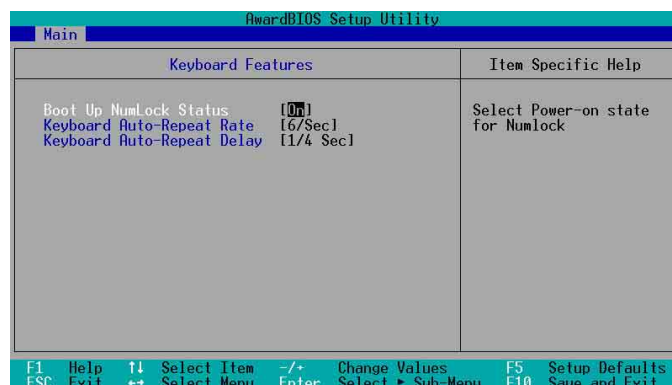 AwardBIOS Setup Utility
Main
Keyboard Features
Item Specific Help
Boot Up NumLock Status [On]
Keyboard Auto-Repeat Rate [6/Sec]
Keyboard Auto-Repeat Delay [1/4 Sec]
Select Power-on state
for Numlock
F1 Help ↑↓ Select Item -/+ Change Values F5 Setup Defaults
ESC Exit ←→ Select Menu Enter Select ► Sub-Menu F10 Save and Exits